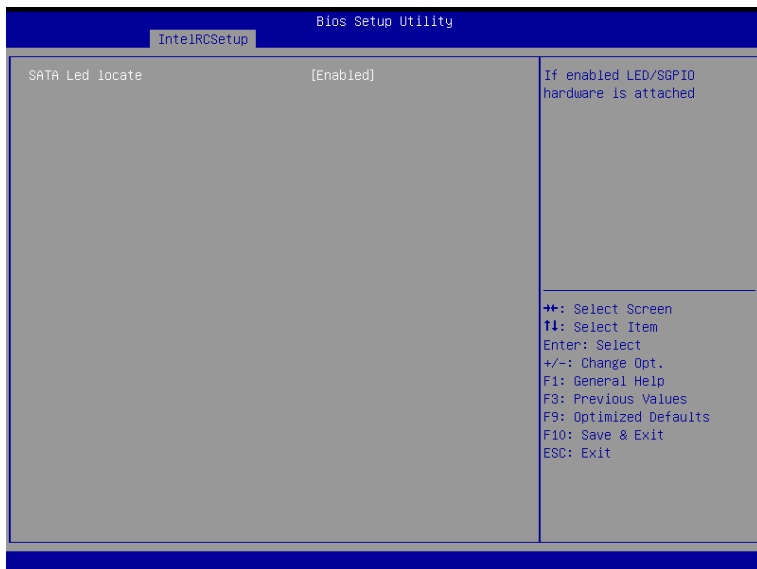 Bios Setup Utility
IntelRCSetup
SATA Led locate [Enabled]
If enabled LED/SGPIO
hardware is attached
→←: Select Screen
↑↓: Select Item
Enter: Select
+/-: Change Opt.
F1: General Help
F3: Previous Values
F9: Optimized Defaults
F10: Save & Exit
ESC: Exit